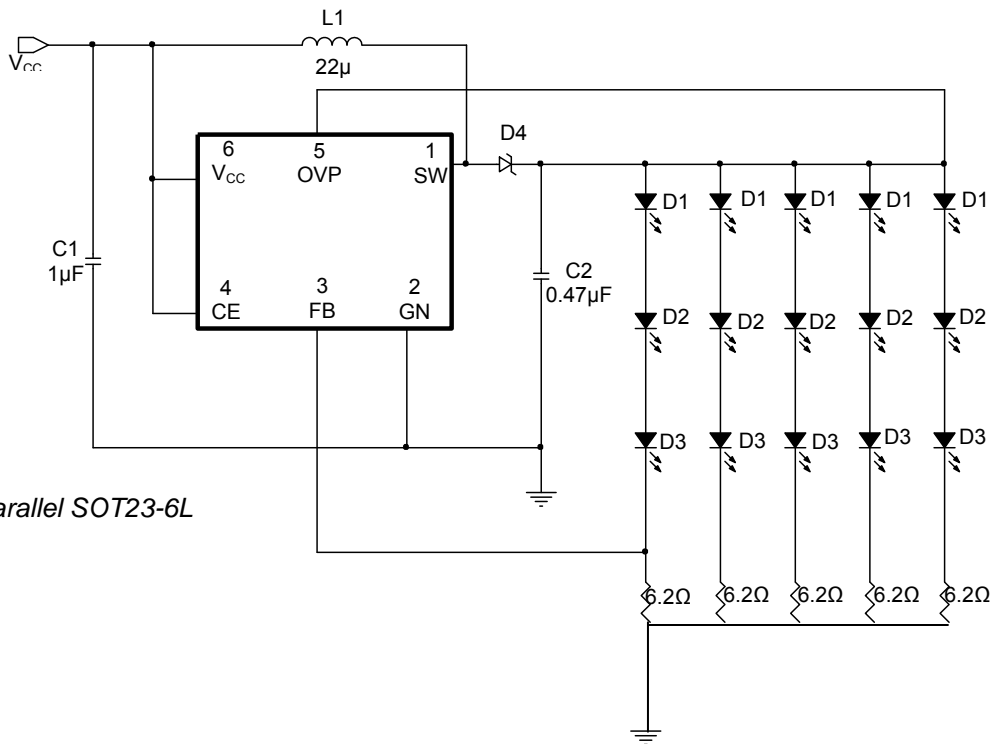 L1
V_CC
22µ
D4
6
5
1
V_CC
OVP
SW
D1
D1
D1
D1
D1
C1
1µF
C2
0.47µF
4
3
2
CE
FB
GN
D2
D2
D2
D2
D2
D3
D3
D3
D3
D3
arallel SOT23-6L
6.2Ω
6.2Ω
6.2Ω
6.2Ω
6.2Ω